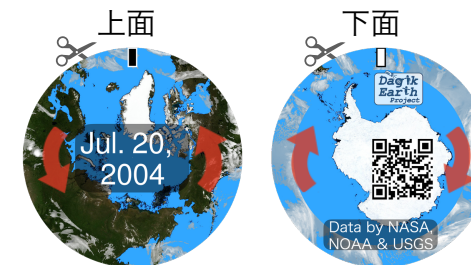 上面
下面
Jul. 20,
2004
Dagik
Earth
Project
Data by NASA,
NOAA & USGS